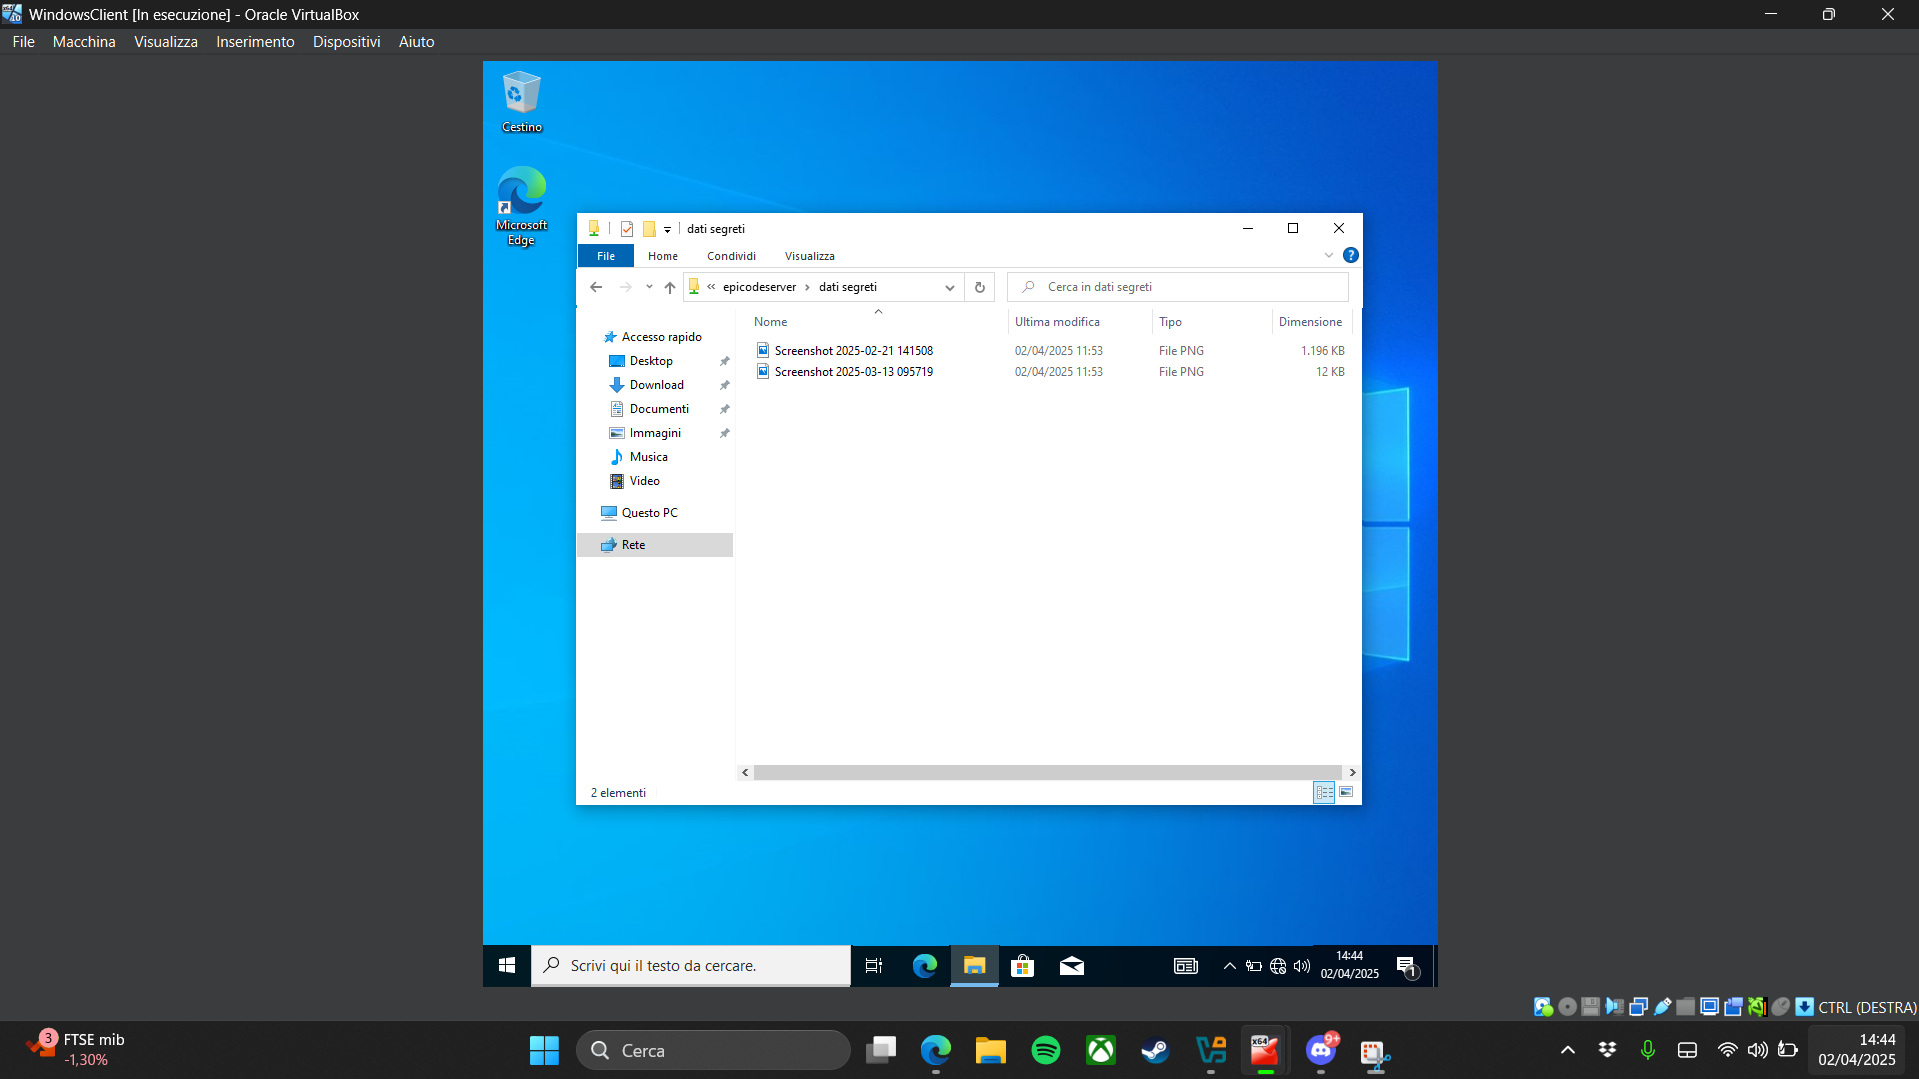 WindowsClient [In esecuzione] - Oracle VirtualBox
File Macchina Visualizza Inserimento Dispositivi Aiuto
Cestino
Microsoft
Edge
dati segreti
File Home Condividi Visualizza
epicodeserver dati segreti
Cerca in dati segreti
Nome Ultima modifica Tipo Dimensione
Accesso rapido
Desktop
Download
Documenti
Immagini
Musica
Video
Questo PC
Rete
Screenshot 2025-02-21 141508 02/04/2025 11:53 File PNG 1.196 KB
Screenshot 2025-03-13 095719 02/04/2025 11:53 File PNG 12 KB
2 elementi
Scrivi qui il testo da cercare.
14:44
02/04/2025
1
CTRL (DESTRA)
3
FTSE mib
-1,30%
Cerca
x64
9+
14:44
02/04/2025